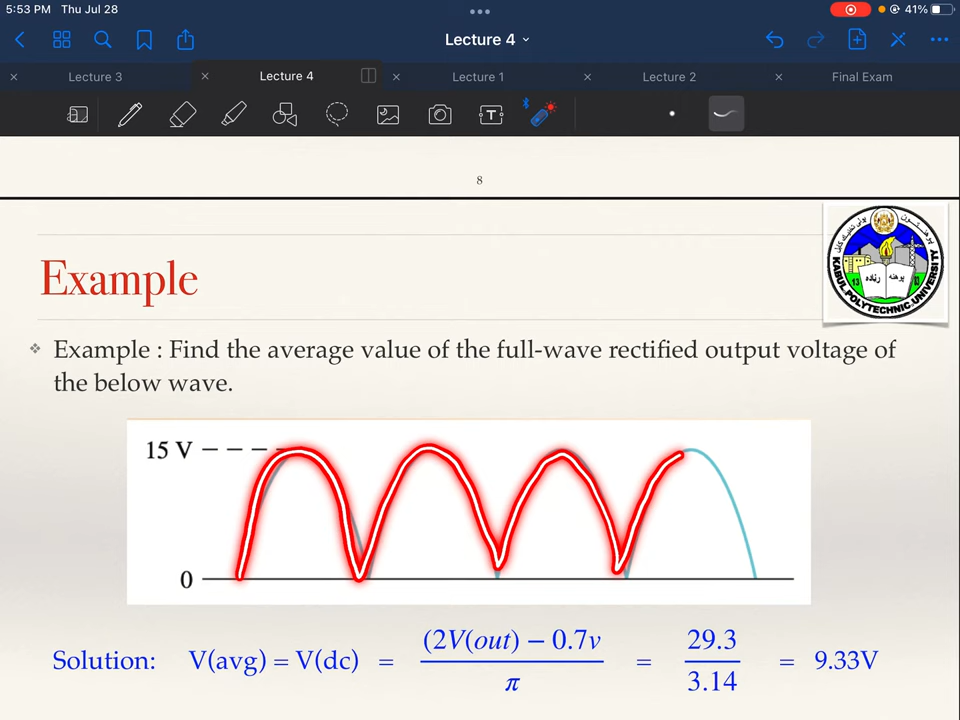 5:53 PM Thu Jul 28
41%
Lecture 4
Lecture 3
Lecture 4
Lecture 1
Lecture 2
Final Exam
T
8
KABUL POLYTECHNIC UNIVERSITY
Example
Example : Find the average value of the full-wave rectified output voltage of
the below wave.
15 V
0
Solution: V(avg) = V(dc) = (2V(out) − 0.7v / π = 29.3 / 3.14 = 9.33V